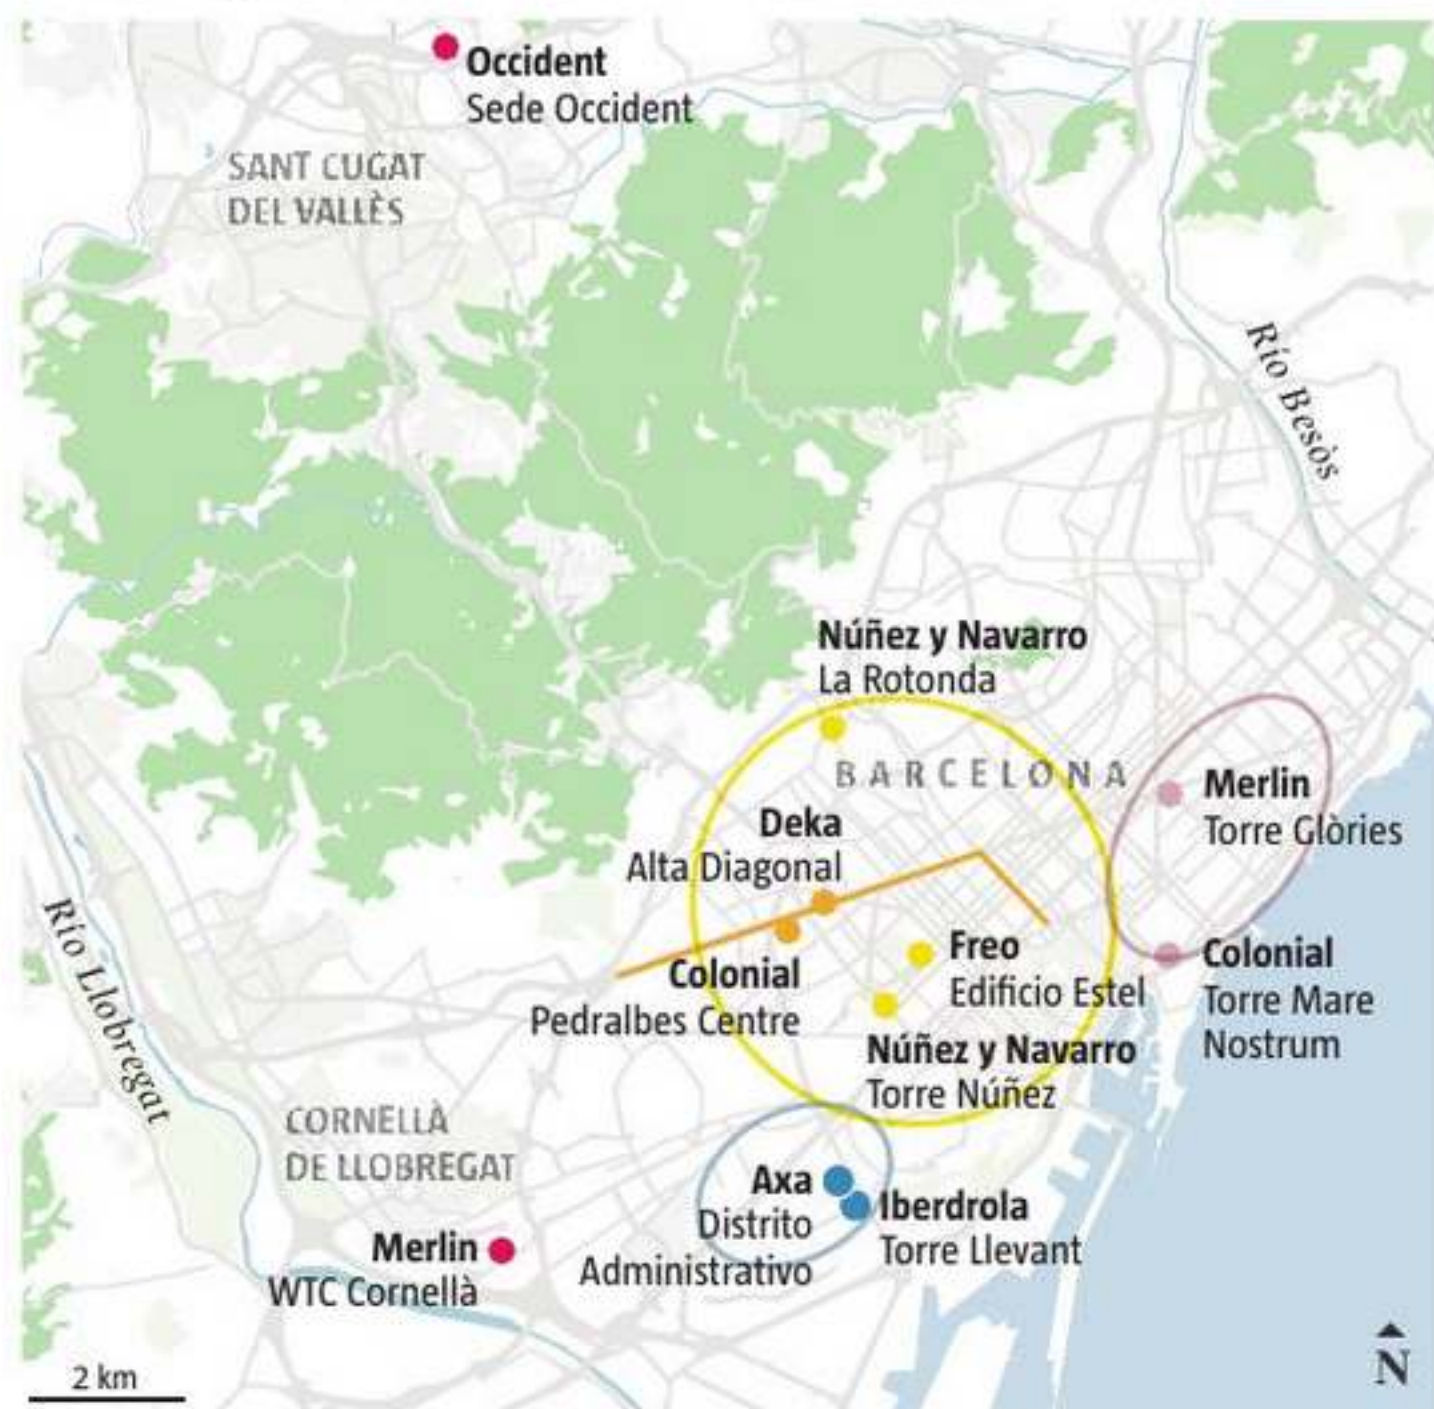 Occident
Sede Occident
SANT CUGAT
DEL VALLÈS
Río Besòs
Núñez y Navarro
La Rotonda
BARCELONA
Merlin
Torre Glòries
Deka
Alta Diagonal
Río Llobregat
Freo
Edificio Estel
Colonial
Pedralbes Centre
Colonial
Torre Mare
Nostrum
Núñez y Navarro
Torre Núñez
CORNELLÀ
DE LLOBREGAT
Axa
Distrito
Administrativo
Iberdrola
Torre Llevant
Merlin
WTC Cornellà
2 km
N